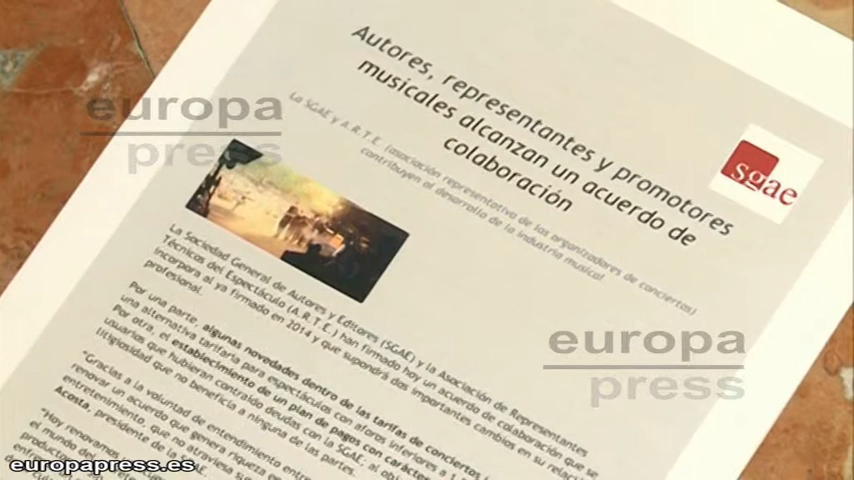 Autores, representantes y promotores
musicales alcanzan un acuerdo de
colaboración
sgae
La SGAE y A.R.T.E. (asociación representativa de los organizadores de conciertos)
contribuyen al desarrollo de la industria musical
europa
press
La Sociedad General de Autores y Editores (SGAE) y la Asociación de Representantes
Técnicos del Espectáculo (A.R.T.E.) han firmado hoy un acuerdo de colaboración que se
incorpora al ya firmado en 2014 y que supondrá dos importantes cambios en su relación
profesional.
Por una parte, algunas novedades dentro de las tarifas de conciertos
una alternativa tarifaria para espectáculos con aforos inferiores a
Por otra, el establecimiento de un plan de pagos con carácter
usuarios que hubieran contraído deudas con la SGAE, al
litigiosidad que no beneficia a ninguna de las partes.
"Gracias a la voluntad de entendimiento
renovar un acuerdo que genera riqueza en
entretenimiento, que no atraviesa su
Acosta, presidente de la SGAE.
"Hoy renovamos
el mundo del
europa
press
europapress.es